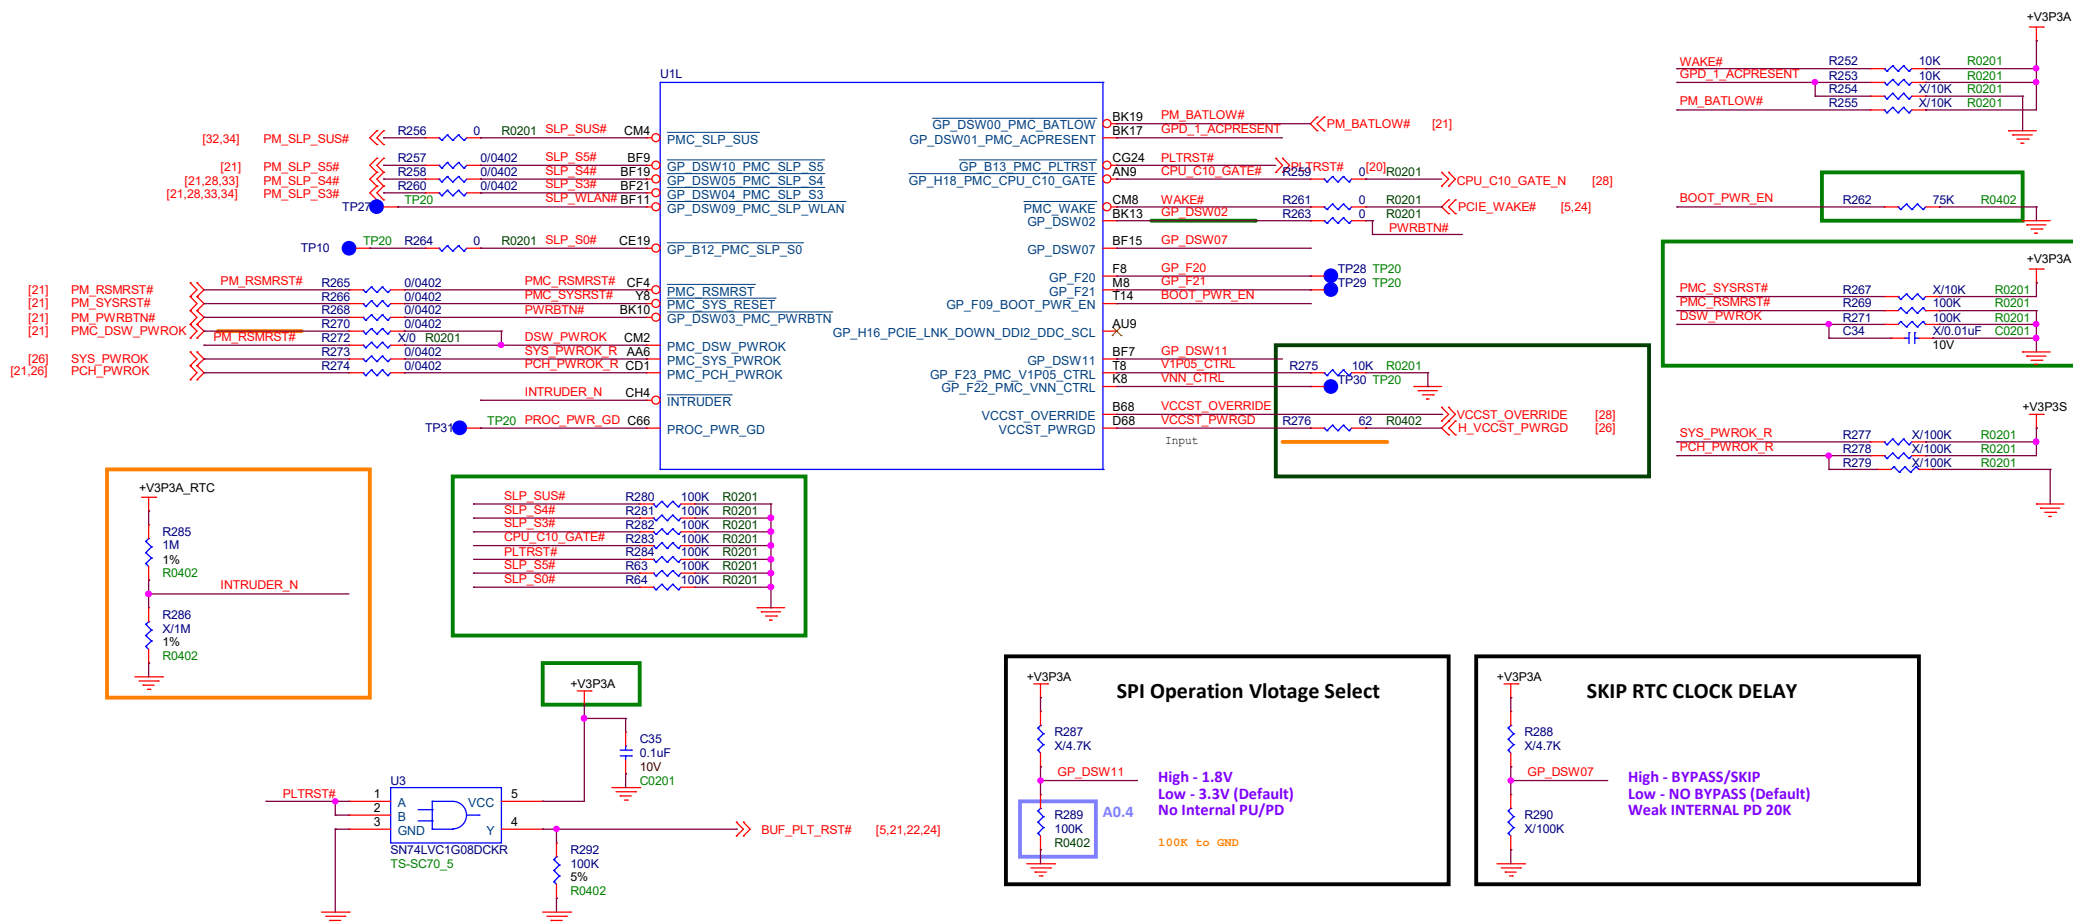 U1L
[32,34] PM_SLP_SUS# R256 0 R0201 SLP_SUS# CM4 PMC_SLP_SUS
[21] PM_SLP_S5# R257 0/0402 SLP_S5# BF9 GP_DSW10_PMC_SLP_S5
[21,28,33] PM_SLP_S4# R258 0/0402 SLP_S4# BF19 GP_DSW05_PMC_SLP_S4
[21,28,33,34] PM_SLP_S3# R260 0/0402 SLP_S3# BF21 GP_DSW04_PMC_SLP_S3
TP27 TP20 SLP_WLAN# BF11 GP_DSW09_PMC_SLP_WLAN
TP10 TP20 R264 0 R0201 SLP_S0# CE19 GP_B12_PMC_SLP_S0
[21] PM_RSMRST# PM_RSMRST# R265 0/0402 PMC_RSMRST# CF4 PMC_RSMRST
[21] PM_SYSRST# R266 0/0402 PMC_SYSRST# Y8 PMC_SYS_RESET
[21] PM_PWRBTN# R268 0/0402 PWRBTN# BK10 GP_DSW03_PMC_PWRBTN
[21] PMC_DSW_PWROK R270 0/0402
PM_RSMRST# R272 X/0 R0201 DSW_PWROK CM2 PMC_DSW_PWROK
[26] SYS_PWROK R273 0/0402 SYS_PWROK_R AA6 PMC_SYS_PWROK
[21,26] PCH_PWROK R274 0/0402 PCH_PWROK_R CD1 PMC_PCH_PWROK
INTRUDER_N CH4 INTRUDER
TP31 TP20 PROC_PWR_GD C66 PROC_PWR_GD
GP_DSW00_PMC_BATLOW BK19 PM_BATLOW# PM_BATLOW# [21]
GP_DSW01_PMC_ACPRESENT BK17 GPD_1_ACPRESENT
GP_B13_PMC_PLTRST CG24 PLTRST# PLTRST# [20]
GP_H18_PMC_CPU_C10_GATE AN9 CPU_C10_GATE# R259 0 R0201 CPU_C10_GATE_N [28]
PMC_WAKE CM8 WAKE# R261 0 R0201 PCIE_WAKE# [5,24]
GP_DSW02 BK13 GP_DSW02 R263 0 R0201
PWRBTN#
GP_DSW07 BF15 GP_DSW07
GP_F20 F8 GP_F20 TP28 TP20
GP_F21 M8 GP_F21 TP29 TP20
GP_F09_BOOT_PWR_EN T14 BOOT_PWR_EN
GP_H16_PCIE_LNK_DOWN_DDI2_DDC_SCL AU9
GP_DSW11 BF7 GP_DSW11
GP_F23_PMC_V1P05_CTRL T8 V1P05_CTRL R275 10K R0201
GP_F22_PMC_VNN_CTRL K8 VNN_CTRL TP30 TP20
VCCST_OVERRIDE B68 VCCST_OVERRIDE VCCST_OVERRIDE [28]
VCCST_PWRGD D68 VCCST_PWRGD R276 62 R0402 H_VCCST_PWRGD [26]
Input
+V3P3A
WAKE# R252 10K R0201
GPD_1_ACPRESENT R253 10K R0201
R254 X/10K R0201
PM_BATLOW# R255 X/10K R0201
BOOT_PWR_EN R262 75K R0402
+V3P3A
PMC_SYSRST# R267 X/10K R0201
PMC_RSMRST# R269 100K R0201
DSW_PWROK R271 100K R0201
C34 X/0.01uF C0201
10V
+V3P3S
SYS_PWROK_R R277 X/100K R0201
PCH_PWROK_R R278 X/100K R0201
R279 X/100K R0201
+V3P3A_RTC
R285
1M
1%
R0402
INTRUDER_N
R286
X/1M
1%
R0402
SLP_SUS# R280 100K R0201
SLP_S4# R281 100K R0201
SLP_S3# R282 100K R0201
CPU_C10_GATE# R283 100K R0201
PLTRST# R284 100K R0201
SLP_S5# R63 100K R0201
SLP_S0# R64 100K R0201
+V3P3A
C35
0.1uF
10V
C0201
U3
PLTRST# 1 A VCC 5
2 B
3 GND Y 4 BUF_PLT_RST# [5,21,22,24]
SN74LVC1G08DCKR
TS-SC70_5
R292
100K
5%
R0402
+V3P3A
SPI Operation Vlotage Select
R287
X/4.7K
GP_DSW11
High - 1.8V
Low - 3.3V (Default)
No Internal PU/PD
R289
100K
R0402
A0.4
100K to GND
+V3P3A
SKIP RTC CLOCK DELAY
R288
X/4.7K
GP_DSW07
High - BYPASS/SKIP
Low - NO BYPASS (Default)
Weak INTERNAL PD 20K
R290
X/100K